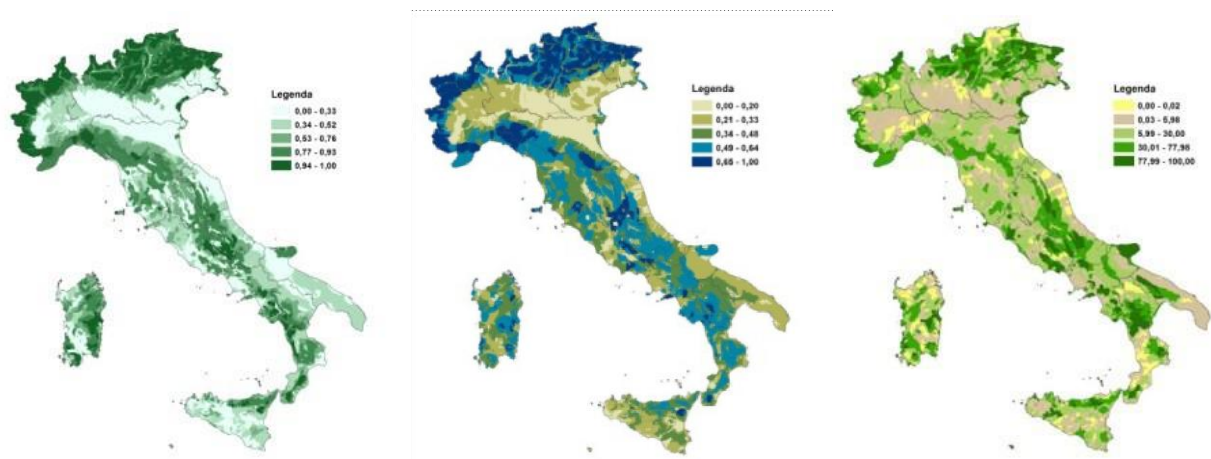 Legenda
0,00 - 0,33
0,34 - 0,52
0,53 - 0,76
0,77 - 0,93
0,94 - 1,00
Legenda
0,00 - 0,20
0,21 - 0,33
0,34 - 0,48
0,49 - 0,64
0,65 - 1,00
Legenda
0,00 - 0,02
0,03 - 5,98
5,99 - 30,00
30,01 - 77,98
77,99 - 100,00